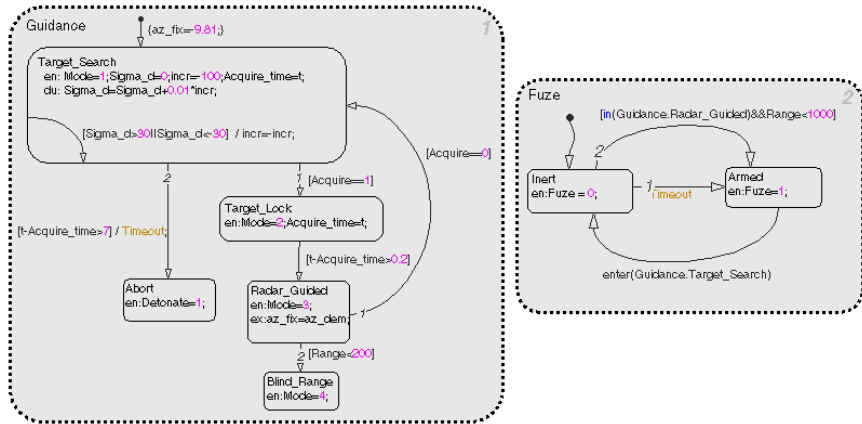 Guidance
1
{az_fix=-9.81;}
Target_Search
en: Mode=1;Sigma_d=0;incr=-100;Acquire_time=t;
du: Sigma_d=Sigma_d+0.01*incr;
[Sigma_d>30||Sigma_d<-30] / incr=-incr;
2
1
[Acquire==1]
[Acquire==0]
Target_Lock
en:Mode=2;Acquire_time=t;
[t-Acquire_time>7] / Timeout;
[t-Acquire_time>0.2]
Abort
en:Detonate=1;
Radar_Guided
en:Mode=3;
ex:az_fix=az_dem;
1
2
[Range<200]
Blind_Range
en:Mode=4;
Fuze
2
[in(Guidance.Radar_Guided)&&Range<1000]
2
Inert
en:Fuze = 0;
1
Timeout
Armed
en:Fuze=1;
enter(Guidance.Target_Search)